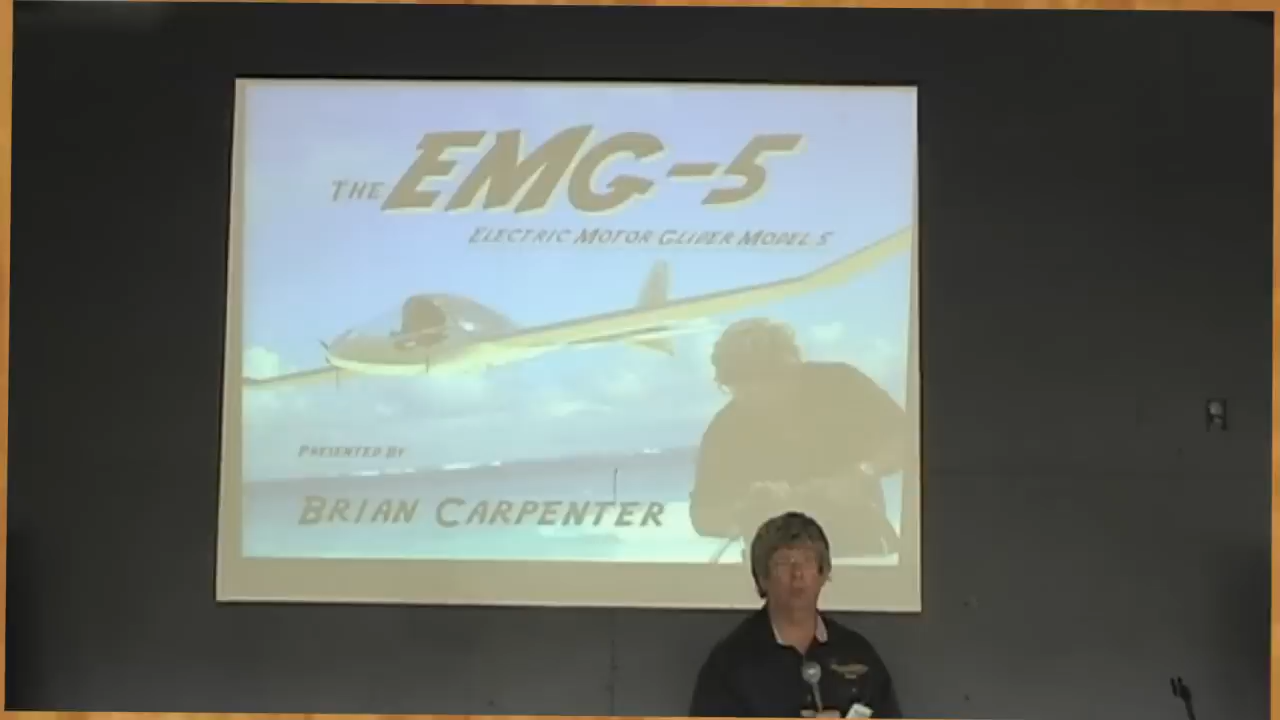 THE EMG-5
ELECTRIC MOTOR GLIDER MODEL 5
PRESENTED BY
BRIAN CARPENTER